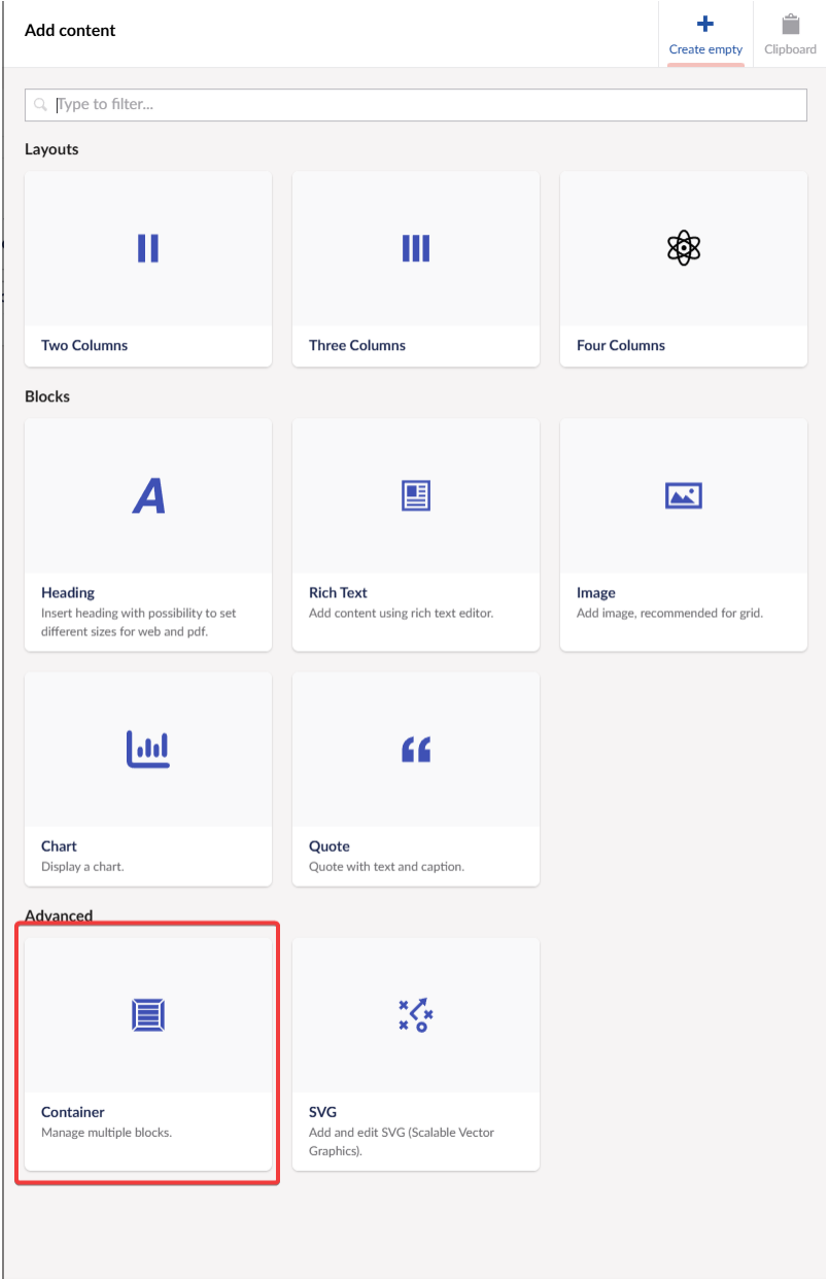 Add content
Create empty
Clipboard
Type to filter...
Layouts
Two Columns
Three Columns
Four Columns
Blocks
Heading
Insert heading with possibility to set
different sizes for web and pdf.
Rich Text
Add content using rich text editor.
Image
Add image, recommended for grid.
Chart
Display a chart.
Quote
Quote with text and caption.
Advanced
Container
Manage multiple blocks.
SVG
Add and edit SVG (Scalable Vector
Graphics).